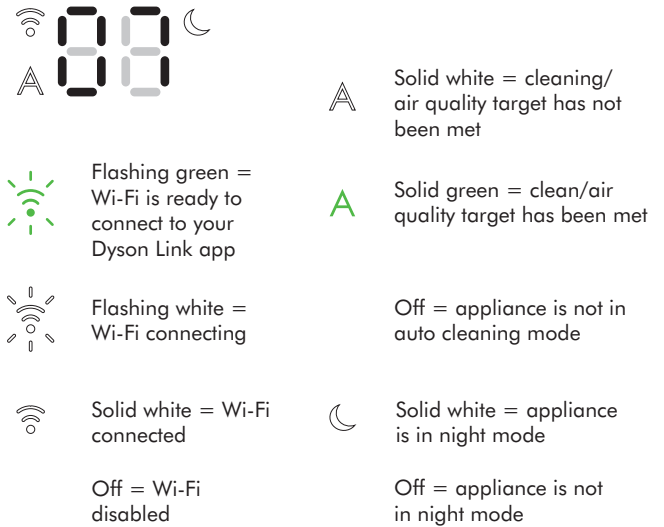 A
07
Flashing green =
Wi-Fi is ready to
connect to your
Dyson Link app
Flashing white =
Wi-Fi connecting
Solid white = Wi-Fi
connected
Off = Wi-Fi
disabled
A
Solid white = cleaning/
air quality target has not
been met
A
Solid green = clean/air
quality target has been met
Off = appliance is not in
auto cleaning mode
Solid white = appliance
is in night mode
Off = appliance is not
in night mode